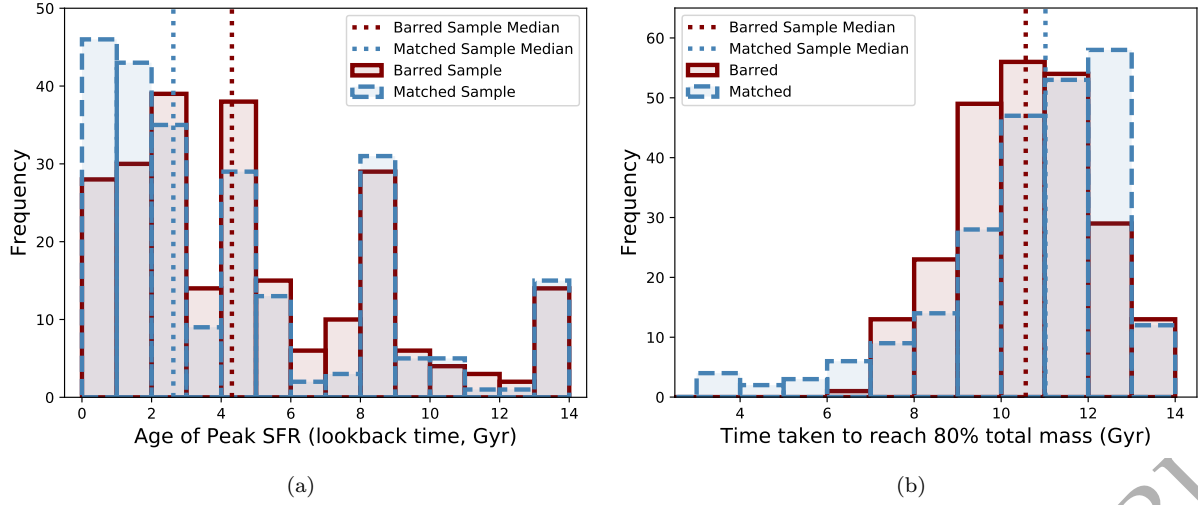 50
40
30
20
10
0
Frequency
Barred Sample Median
Matched Sample Median
Barred Sample
Matched Sample
0 2 4 6 8 10 12 14
Age of Peak SFR (lookback time, Gyr)
(a)
60
50
40
30
20
10
0
Frequency
Barred Sample Median
Matched Sample Median
Barred
Matched
4 6 8 10 12 14
Time taken to reach 80% total mass (Gyr)
(b)